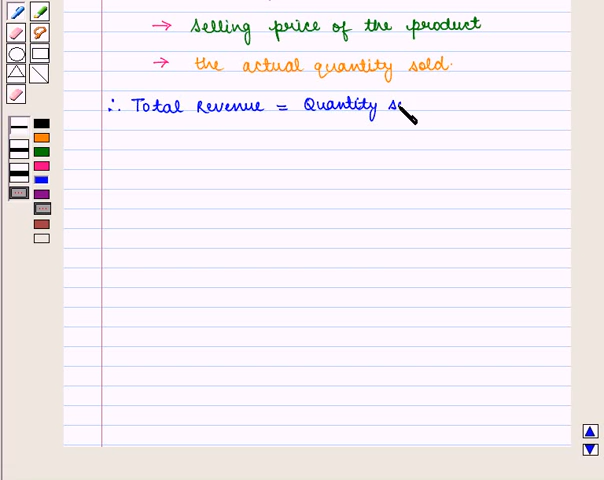 → Selling price of the product
→ the actual quantity sold.
∴ Total Revenue = Quantity s